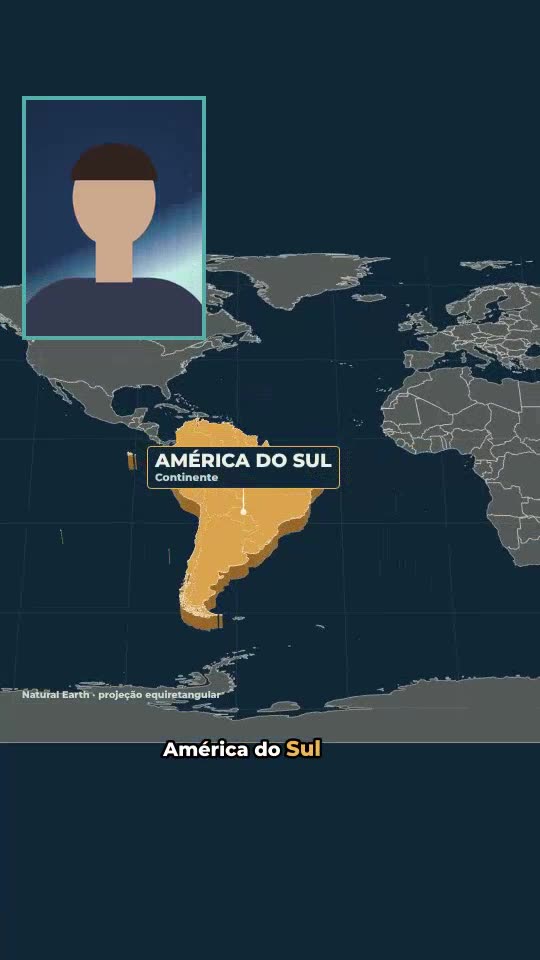 AMÉRICA DO SUL
Continente
Natural Earth · projeção equiretangular
América do Sul